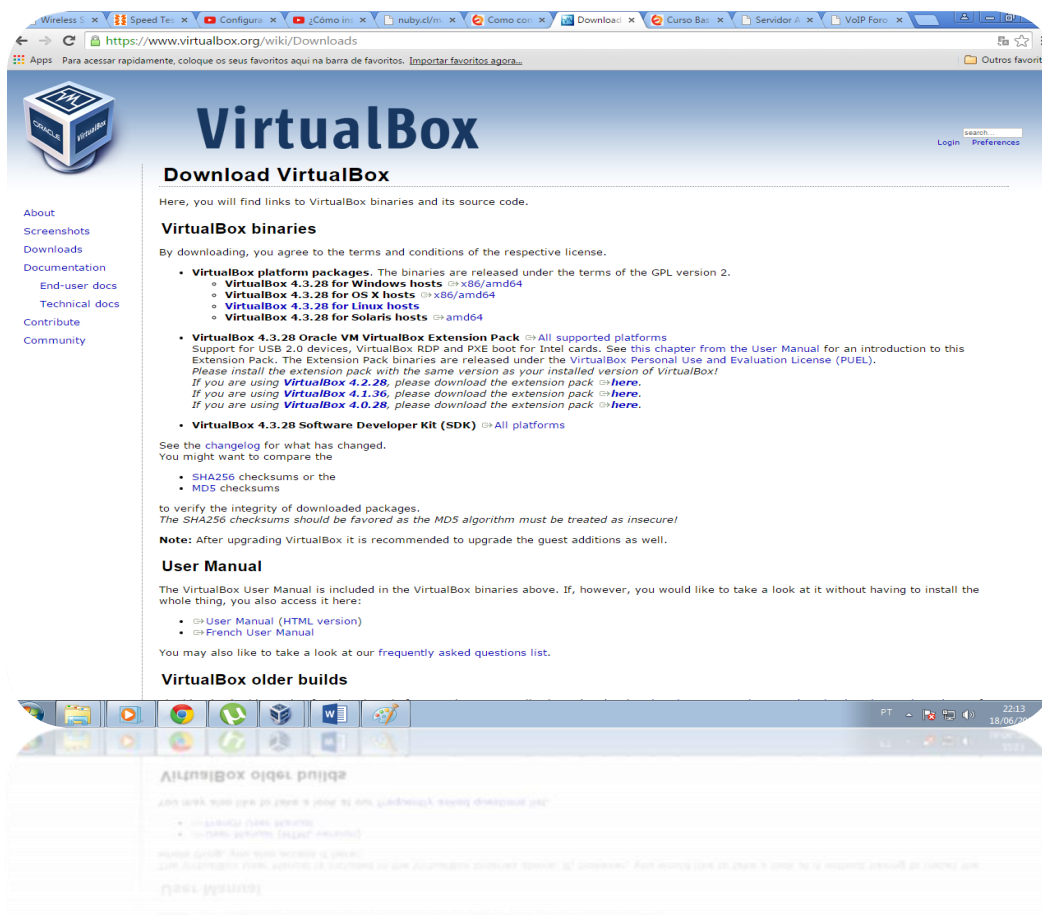 Wireless S
Speed Tes
Configura
¿Cómo ins
nuby.cl/m
Como con
Download
Curso Bas
Servidor A
VoIP Foro
https://www.virtualbox.org/wiki/Downloads
Apps Para acessar rapidamente, coloque os seus favoritos aqui na barra de favoritos. Importar favoritos agora...
Outros favorit
ORACLE
VirtualBox
VirtualBox
search...
Login Preferences
Download VirtualBox
Here, you will find links to VirtualBox binaries and its source code.
About
Screenshots
Downloads
Documentation
End-user docs
Technical docs
Contribute
Community
VirtualBox binaries
By downloading, you agree to the terms and conditions of the respective license.
• VirtualBox platform packages. The binaries are released under the terms of the GPL version 2.
VirtualBox 4.3.28 for Windows hosts x86/amd64
VirtualBox 4.3.28 for OS X hosts x86/amd64
VirtualBox 4.3.28 for Linux hosts
VirtualBox 4.3.28 for Solaris hosts amd64
• VirtualBox 4.3.28 Oracle VM VirtualBox Extension Pack All supported platforms
Support for USB 2.0 devices, VirtualBox RDP and PXE boot for Intel cards. See this chapter from the User Manual for an introduction to this
Extension Pack. The Extension Pack binaries are released under the VirtualBox Personal Use and Evaluation License (PUEL).
Please install the extension pack with the same version as your installed version of VirtualBox!
If you are using VirtualBox 4.2.28, please download the extension pack here.
If you are using VirtualBox 4.1.36, please download the extension pack here.
If you are using VirtualBox 4.0.28, please download the extension pack here.
• VirtualBox 4.3.28 Software Developer Kit (SDK) All platforms
See the changelog for what has changed.
You might want to compare the
• SHA256 checksums or the
• MD5 checksums
to verify the integrity of downloaded packages.
The SHA256 checksums should be favored as the MD5 algorithm must be treated as insecure!
Note: After upgrading VirtualBox it is recommended to upgrade the guest additions as well.
User Manual
The VirtualBox User Manual is included in the VirtualBox binaries above. If, however, you would like to take a look at it without having to install the
whole thing, you also access it here:
• User Manual (HTML version)
• French User Manual
You may also like to take a look at our frequently asked questions list.
VirtualBox older builds
PT
22:13
18/06/20